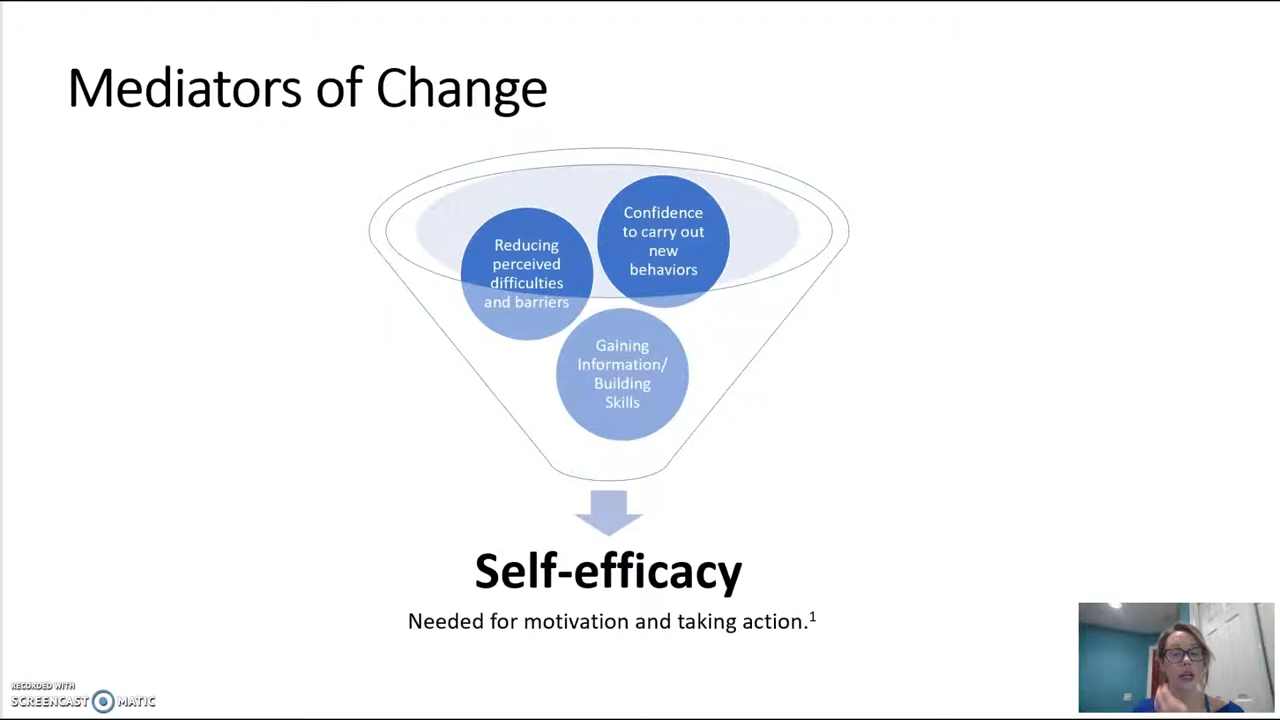 Mediators of Change
Confidence
to carry out
new
behaviors
Reducing
perceived
difficulties
and barriers
Gaining
Information/
Building
Skills
Self-efficacy
Needed for motivation and taking action.¹
RECORDED WITH
SCREENCAST MATIC